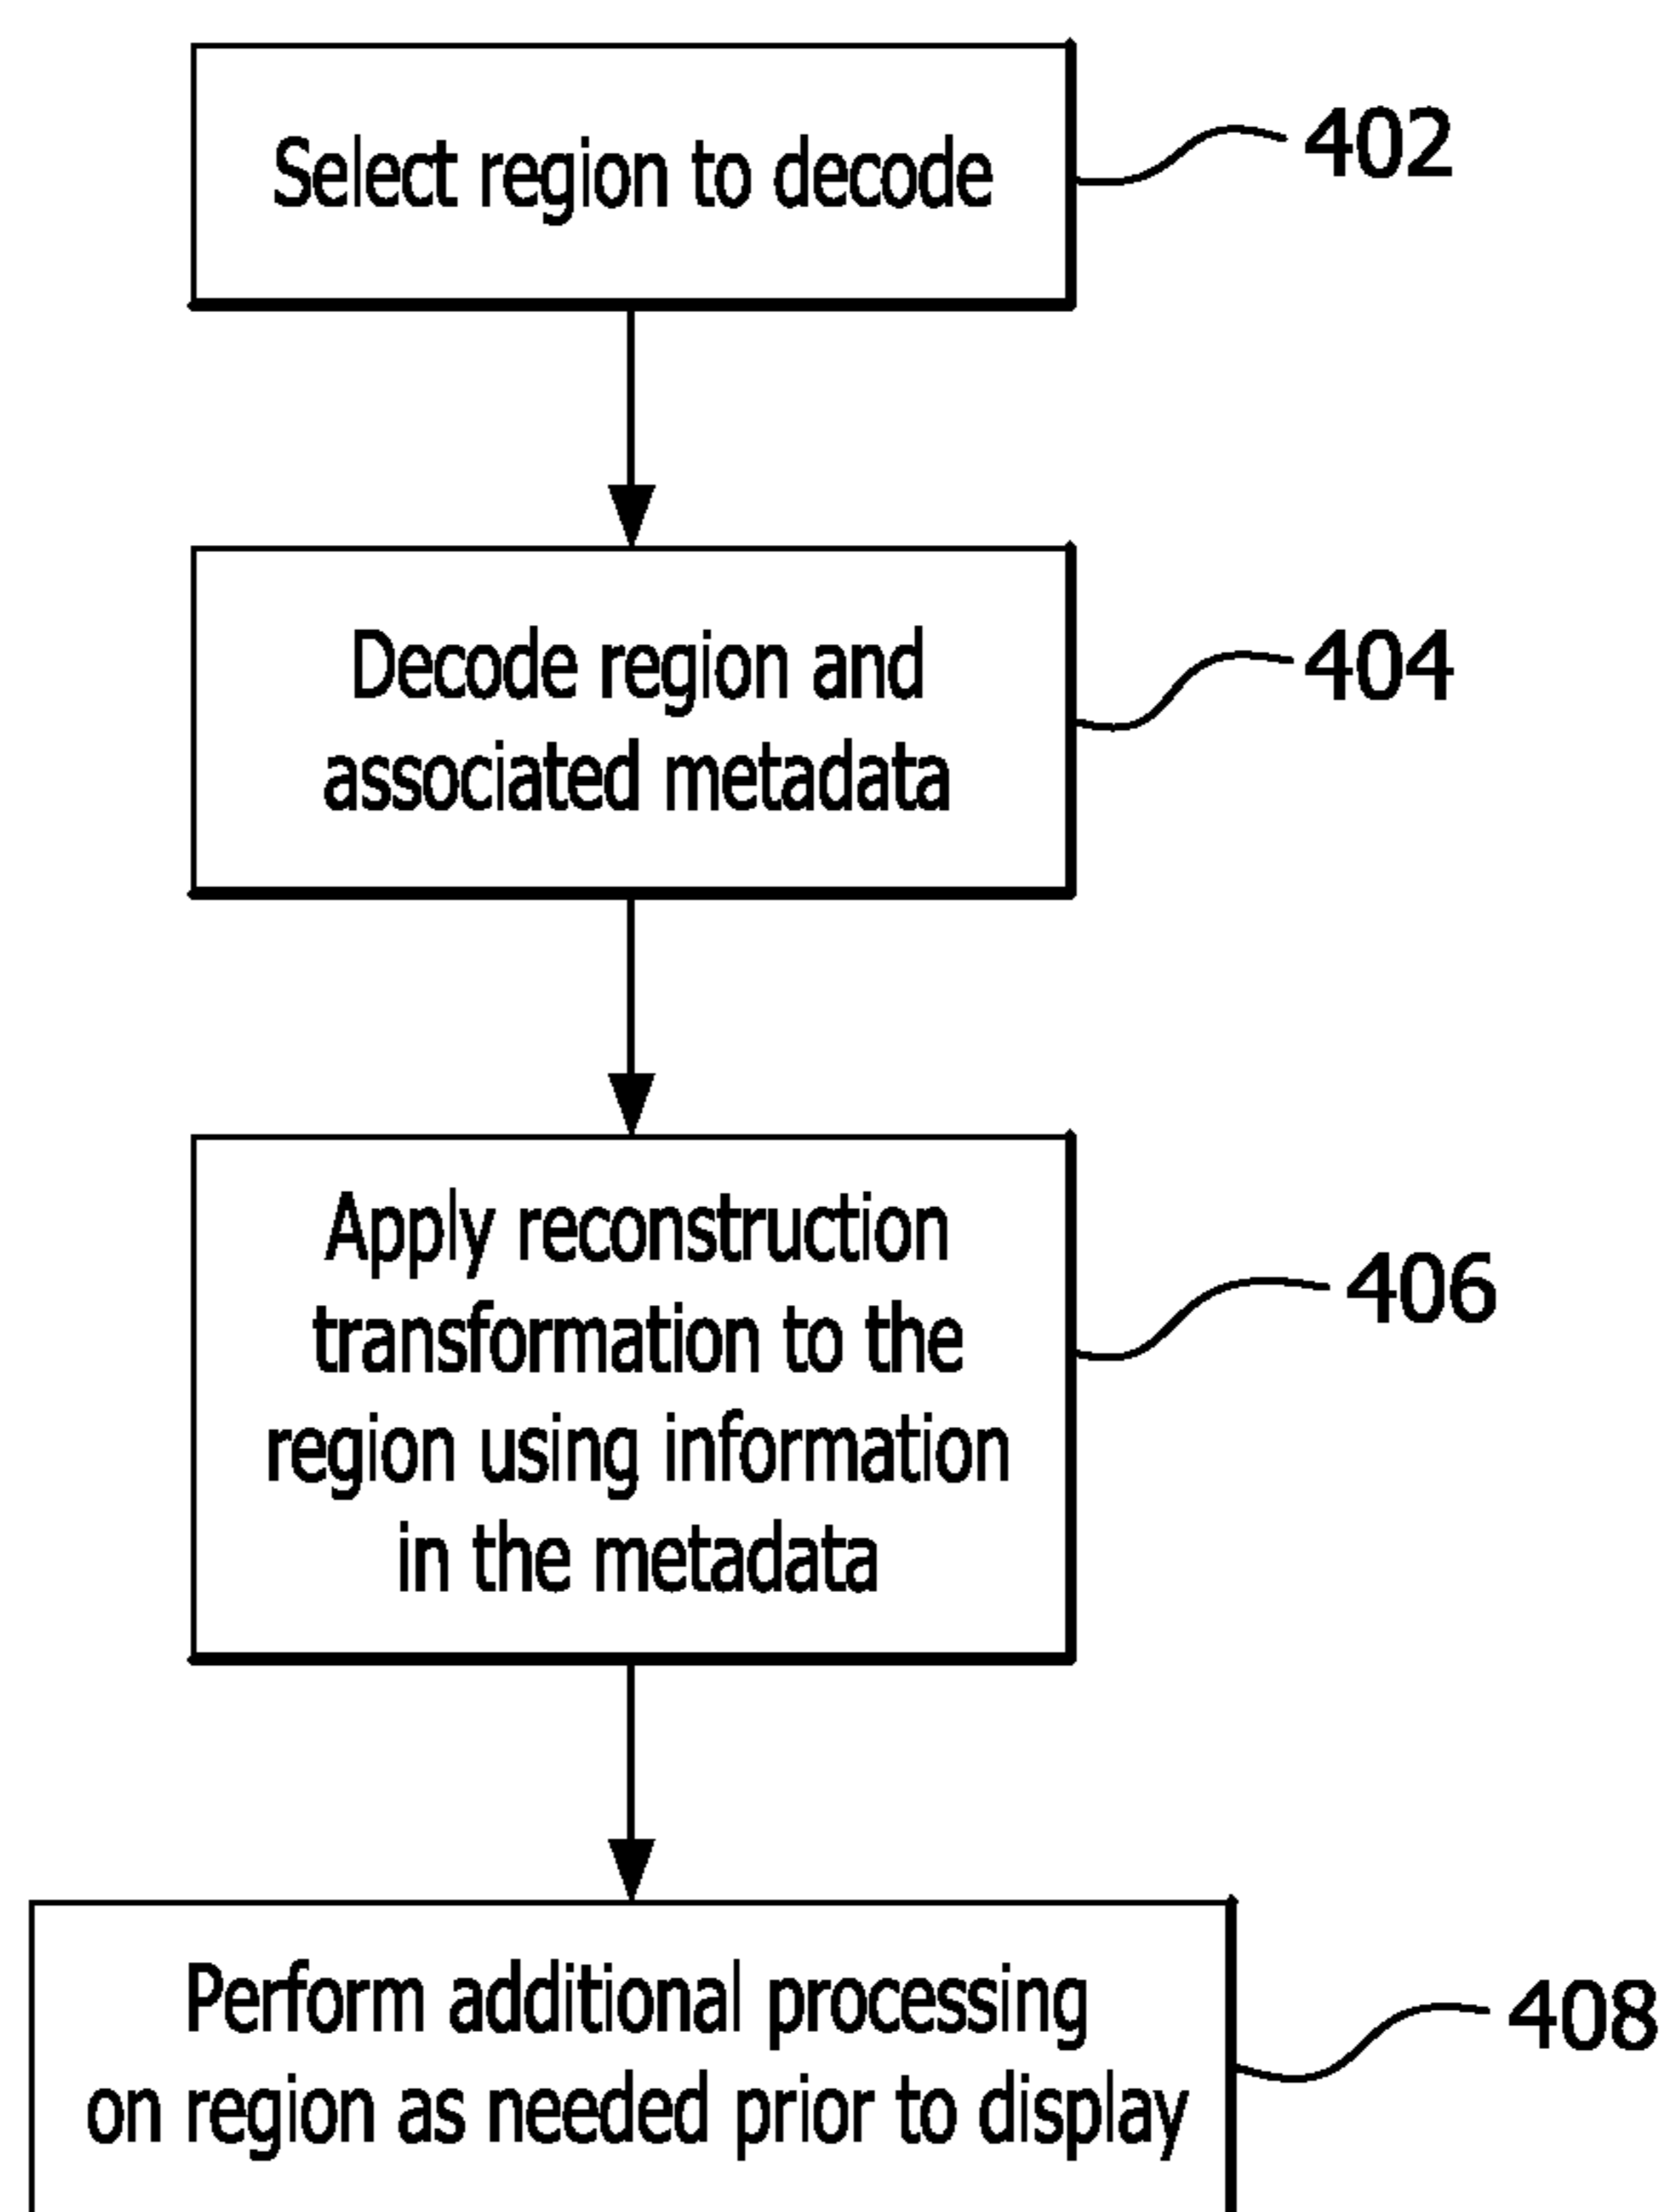 Select region to decode
402
Decode region and
associated metadata
404
Apply reconstruction
transformation to the
region using information
in the metadata
406
Perform additional processing
on region as needed prior to display
408